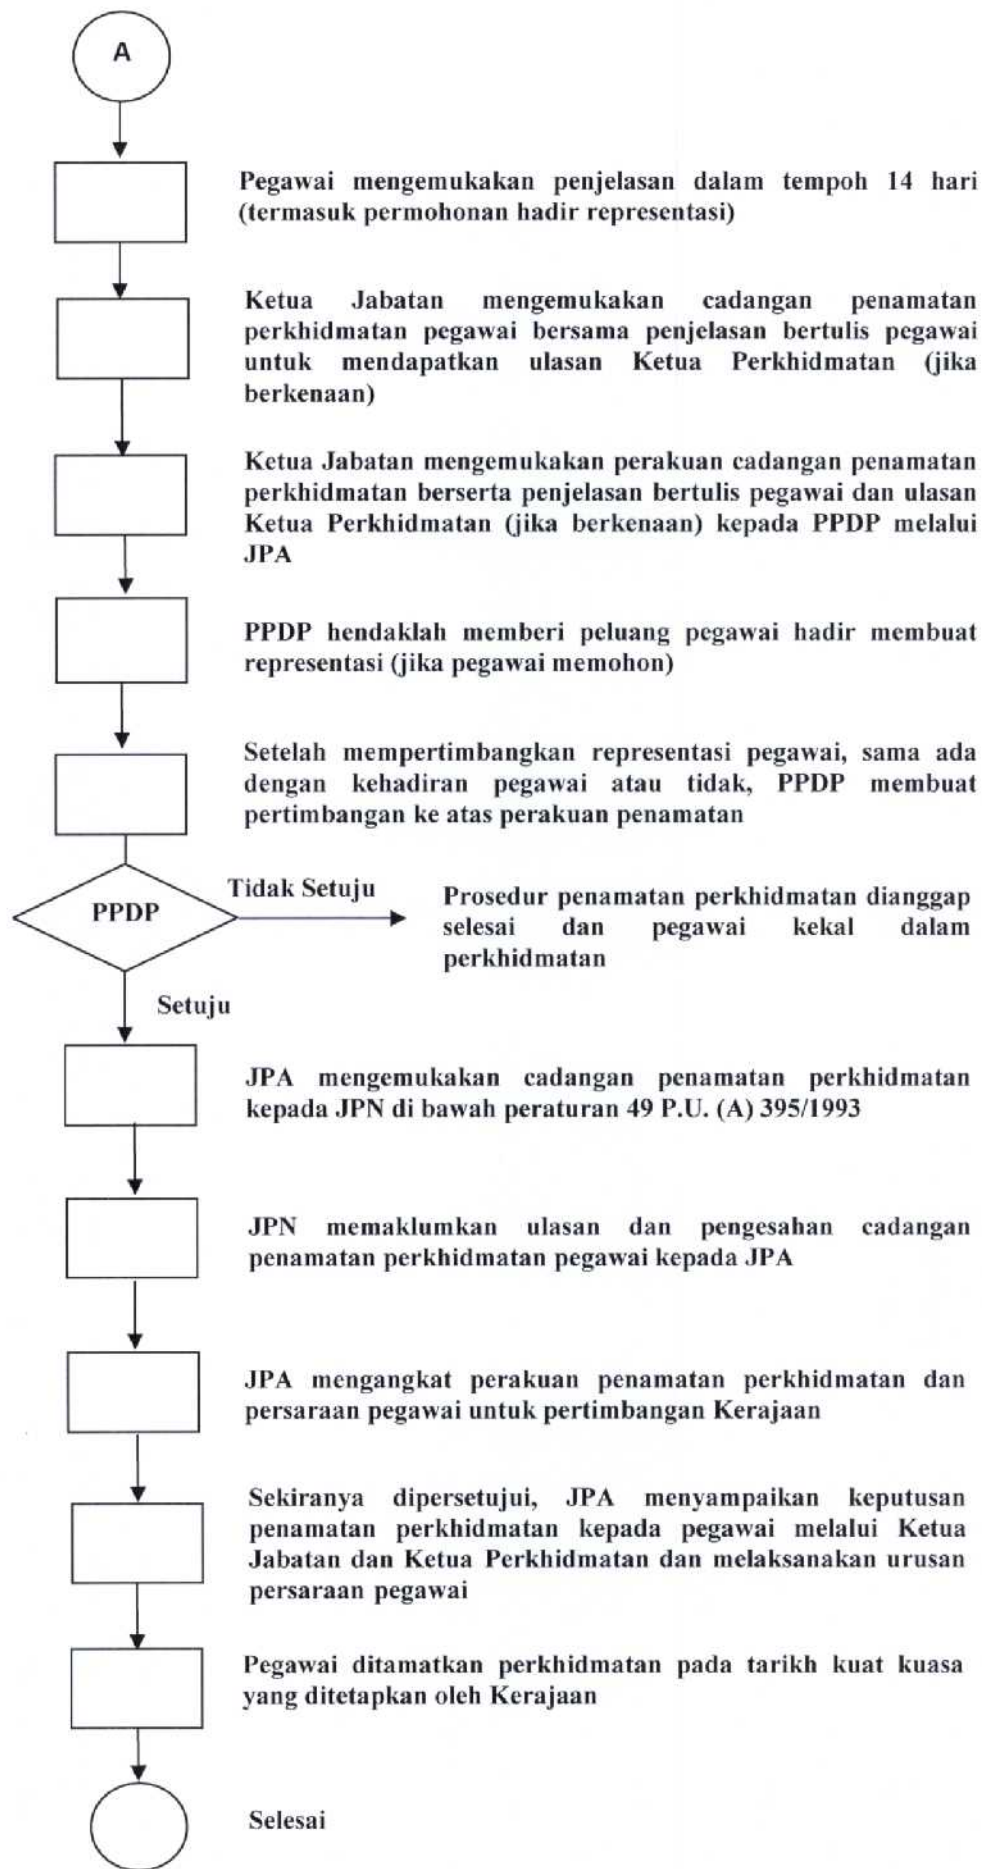 A
Pegawai mengemukakan penjelasan dalam tempoh 14 hari
(termasuk permohonan hadir representasi)
Ketua Jabatan mengemukakan cadangan penamatan
perkhidmatan pegawai bersama penjelasan bertulis pegawai
untuk mendapatkan ulasan Ketua Perkhidmatan (jika
berkenaan)
Ketua Jabatan mengemukakan perakuan cadangan penamatan
perkhidmatan berserta penjelasan bertulis pegawai dan ulasan
Ketua Perkhidmatan (jika berkenaan) kepada PPDP melalui
JPA
PPDP hendaklah memberi peluang pegawai hadir membuat
representasi (jika pegawai memohon)
Setelah mempertimbangkan representasi pegawai, sama ada
dengan kehadiran pegawai atau tidak, PPDP membuat
pertimbangan ke atas perakuan penamatan
PPDP
Tidak Setuju
Prosedur penamatan perkhidmatan dianggap
selesai dan pegawai kekal dalam
perkhidmatan
Setuju
JPA mengemukakan cadangan penamatan perkhidmatan
kepada JPN di bawah peraturan 49 P.U. (A) 395/1993
JPN memaklumkan ulasan dan pengesahan cadangan
penamatan perkhidmatan pegawai kepada JPA
JPA mengangkat perakuan penamatan perkhidmatan dan
persaraan pegawai untuk pertimbangan Kerajaan
Sekiranya dipersetujui, JPA menyampaikan keputusan
penamatan perkhidmatan kepada pegawai melalui Ketua
Jabatan dan Ketua Perkhidmatan dan melaksanakan urusan
persaraan pegawai
Pegawai ditamatkan perkhidmatan pada tarikh kuat kuasa
yang ditetapkan oleh Kerajaan
Selesai